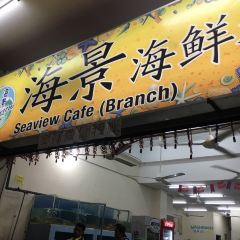 海景海鲜
Seaview Cafe (Branch)